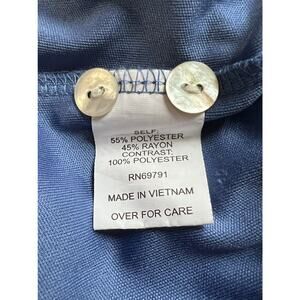 SELF:
55% POLYESTER
45% RAYON
CONTRAST:
100% POLYESTER
RN69791
MADE IN VIETNAM
OVER FOR CARE